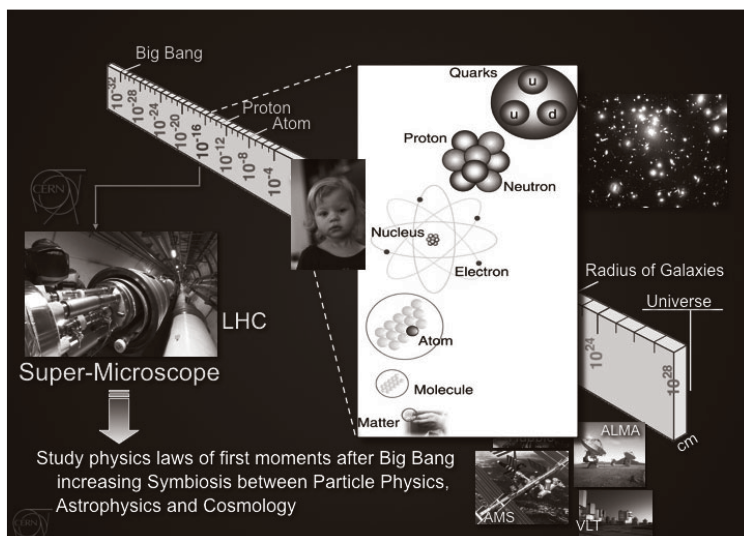 Big Bang
Proton
Atom
10-32
10-28
10-24
10-20
10-16
10-12
10-8
10-4
CERN
LHC
Super-Microscope
Study physics laws of first moments after Big Bang
increasing Symbiosis between Particle Physics,
Astrophysics and Cosmology
Quarks
u
u
d
Proton
Neutron
Nucleus
Electron
Atom
Molecule
Matter
Radius of Galaxies
Universe
10 24
10 28
cm
ALMA
AMS
VLT
CERN